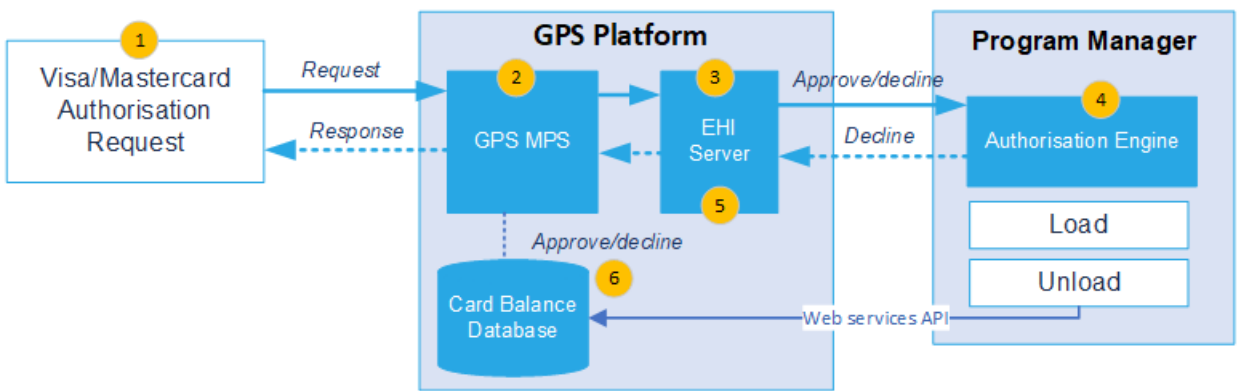 1
Visa/Mastercard
Authorisation
Request
Request
Response
GPS Platform
2
GPS MPS
3
EHI
Server
5
Approve/decline
6
Card Balance
Database
Approve/decline
Decline
Program Manager
4
Authorisation Engine
Load
Unload
Web services API